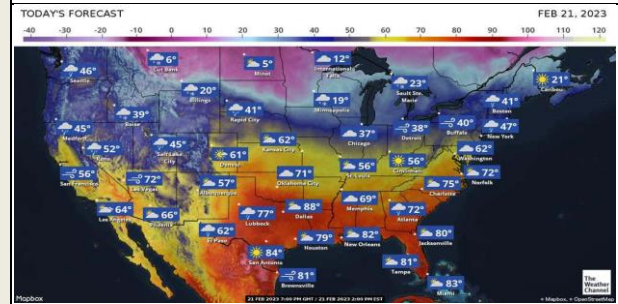 TODAY'S FORECAST
FEB 21, 2023
-40 -30 -20 -10 0 10 20 30 40 50 60 70 80 90 100 110 120
6°
Cut Bank
5°
Minot
12°
International Falls
46°
Seattle
20°
Billings
23°
Sault Ste. Marie
21°
Caribou
39°
Boise
41°
Rapid City
19°
Minneapolis
41°
Boston
45°
Medford
45°
Salt Lake City
37°
Chicago
38°
Detroit
40°
Buffalo
47°
New York
52°
Reno
61°
Denver
62°
Kansas City
56°
St. Louis
56°
Cincinnati
62°
Washington
56°
San Francisco
72°
Las Vegas
57°
Albuquerque
71°
Oklahoma City
72°
Norfolk
75°
Charlotte
64°
Los Angeles
66°
Phoenix
77°
Lubbock
88°
Dallas
69°
Memphis
72°
Atlanta
62°
El Paso
84°
San Antonio
79°
Houston
82°
New Orleans
80°
Jacksonville
81°
Brownsville
81°
Tampa
83°
Miami
The
Weather
Channel
Mapbox
21 FEB 2023 7:00 PM GMT / 21 FEB 2023 2:00 PM EST
© Mapbox, © OpenStreetMap